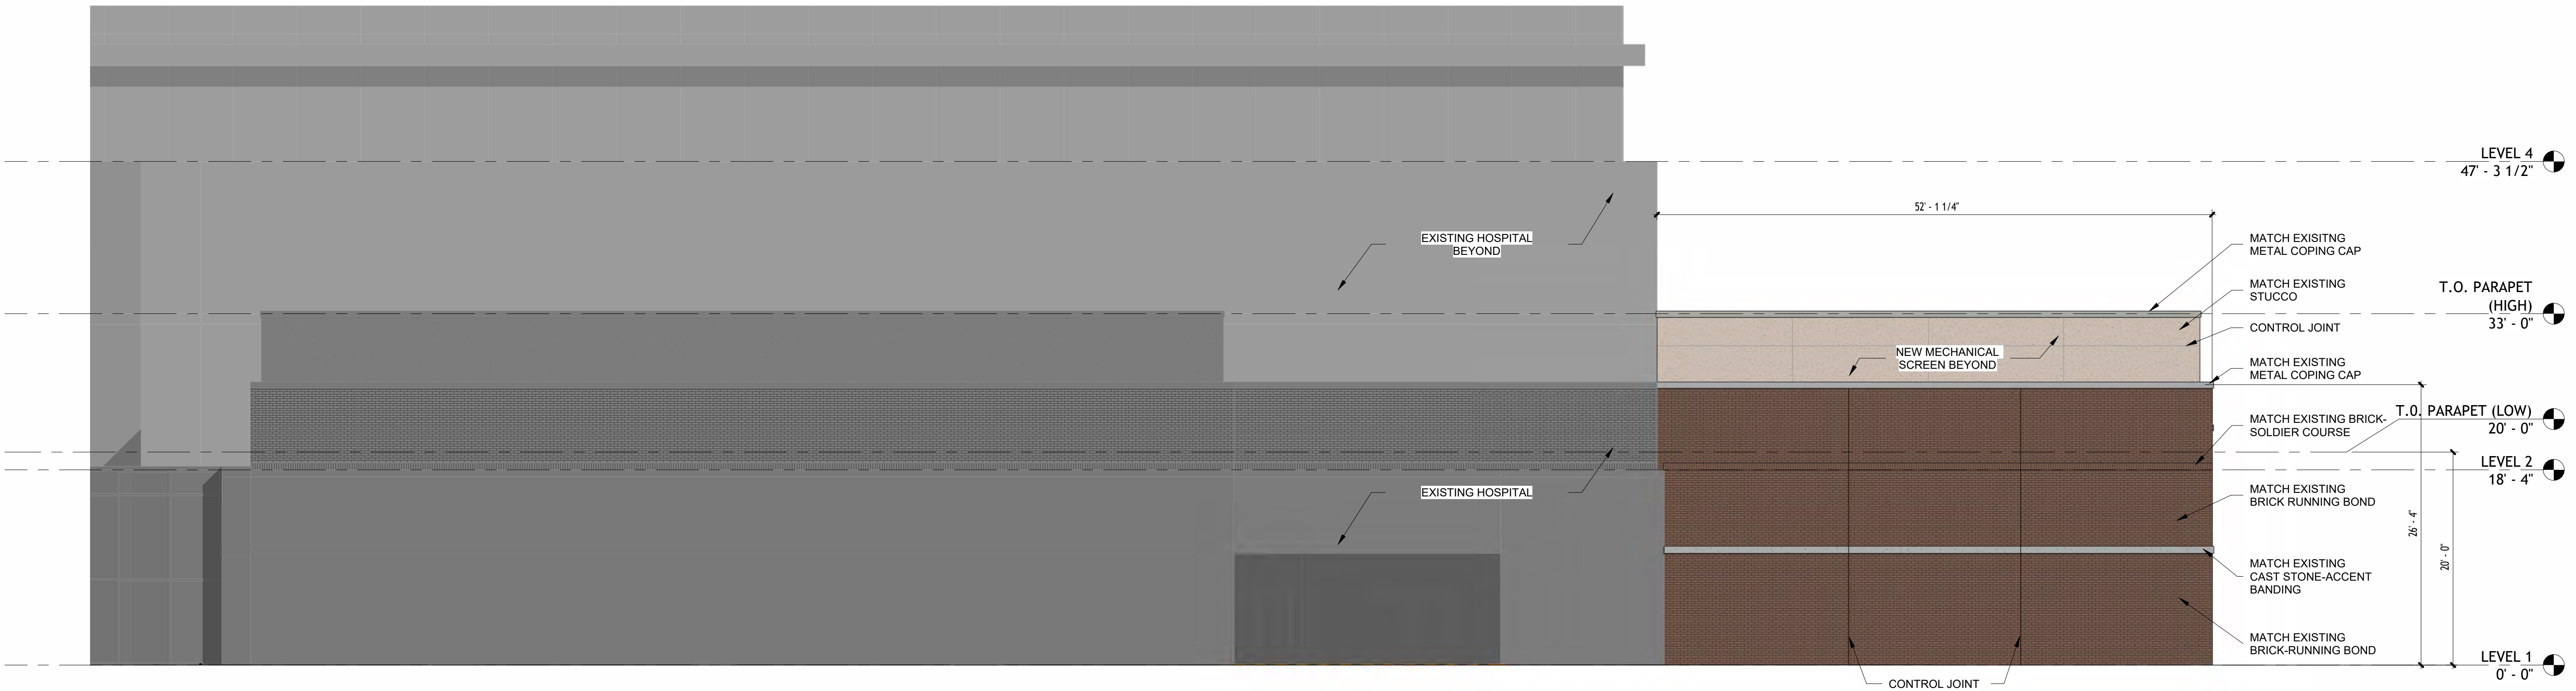 LEVEL 4
47' - 3 1/2"
52' - 1 1/4"
EXISTING HOSPITAL
BEYOND
MATCH EXISITNG
METAL COPING CAP
MATCH EXISTING
STUCCO
T.O. PARAPET
(HIGH)
33' - 0"
CONTROL JOINT
NEW MECHANICAL
SCREEN BEYOND
MATCH EXISTING
METAL COPING CAP
T.0. PARAPET (LOW)
20' - 0"
MATCH EXISTING BRICK-
SOLDIER COURSE
LEVEL 2
18' - 4"
EXISTING HOSPITAL
MATCH EXISTING
BRICK RUNNING BOND
26' - 4"
20' - 0"
MATCH EXISTING
CAST STONE-ACCENT
BANDING
MATCH EXISTING
BRICK-RUNNING BOND
LEVEL 1
0' - 0"
CONTROL JOINT